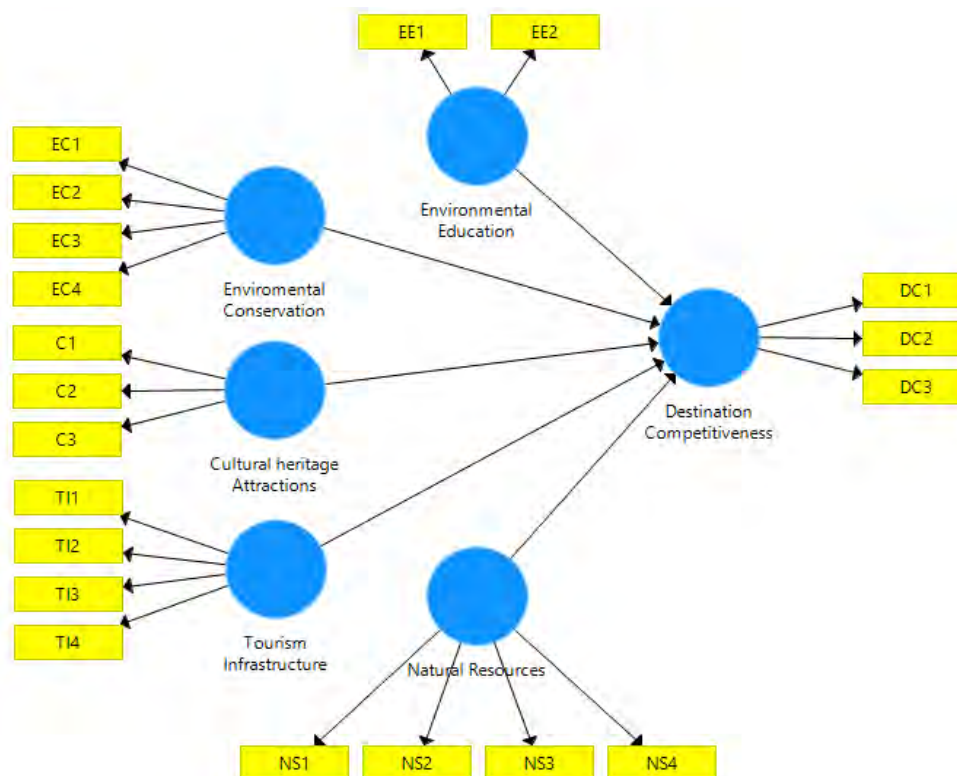 EE1
EE2
Environmental
Education
EC1
EC2
EC3
EC4
Enviromental
Conservation
C1
C2
C3
Cultural heritage
Attractions
TI1
TI2
TI3
TI4
Tourism
Infrastructure
Natural Resources
NS1
NS2
NS3
NS4
DC1
DC2
DC3
Destination
Competitiveness